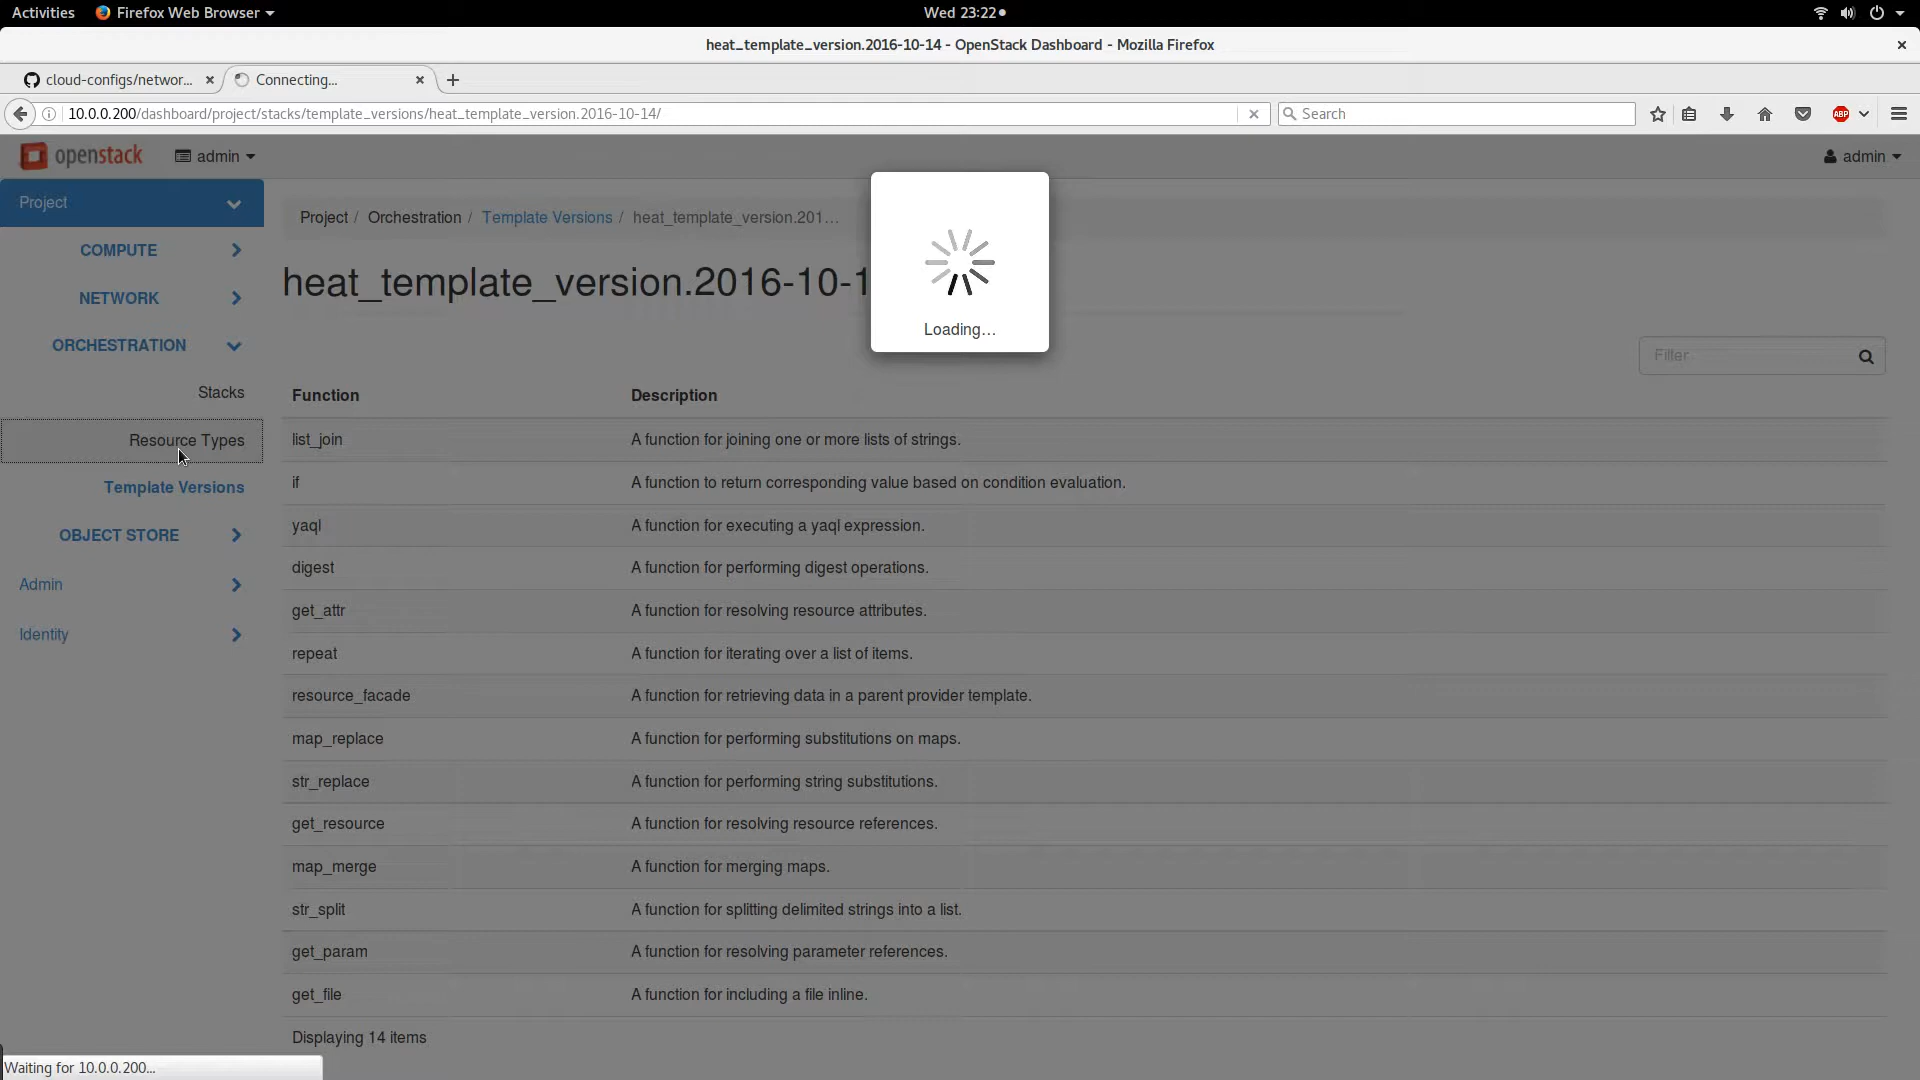 Activities Firefox Web Browser Wed 23:22
heat_template_version.2016-10-14 - OpenStack Dashboard - Mozilla Firefox
cloud-configs/networ... Connecting...
10.0.0.200/dashboard/project/stacks/template_versions/heat_template_version.2016-10-14/ Search ABP
openstack admin admin
Project
COMPUTE
NETWORK
ORCHESTRATION
Stacks
Resource Types
Template Versions
OBJECT STORE
Admin
Identity
Project / Orchestration / Template Versions / heat_template_version.201...
heat_template_version.2016-10-1
Loading...
Filter
Function Description
list_join A function for joining one or more lists of strings.
if A function to return corresponding value based on condition evaluation.
yaql A function for executing a yaql expression.
digest A function for performing digest operations.
get_attr A function for resolving resource attributes.
repeat A function for iterating over a list of items.
resource_facade A function for retrieving data in a parent provider template.
map_replace A function for performing substitutions on maps.
str_replace A function for performing string substitutions.
get_resource A function for resolving resource references.
map_merge A function for merging maps.
str_split A function for splitting delimited strings into a list.
get_param A function for resolving parameter references.
get_file A function for including a file inline.
Displaying 14 items
Waiting for 10.0.0.200...